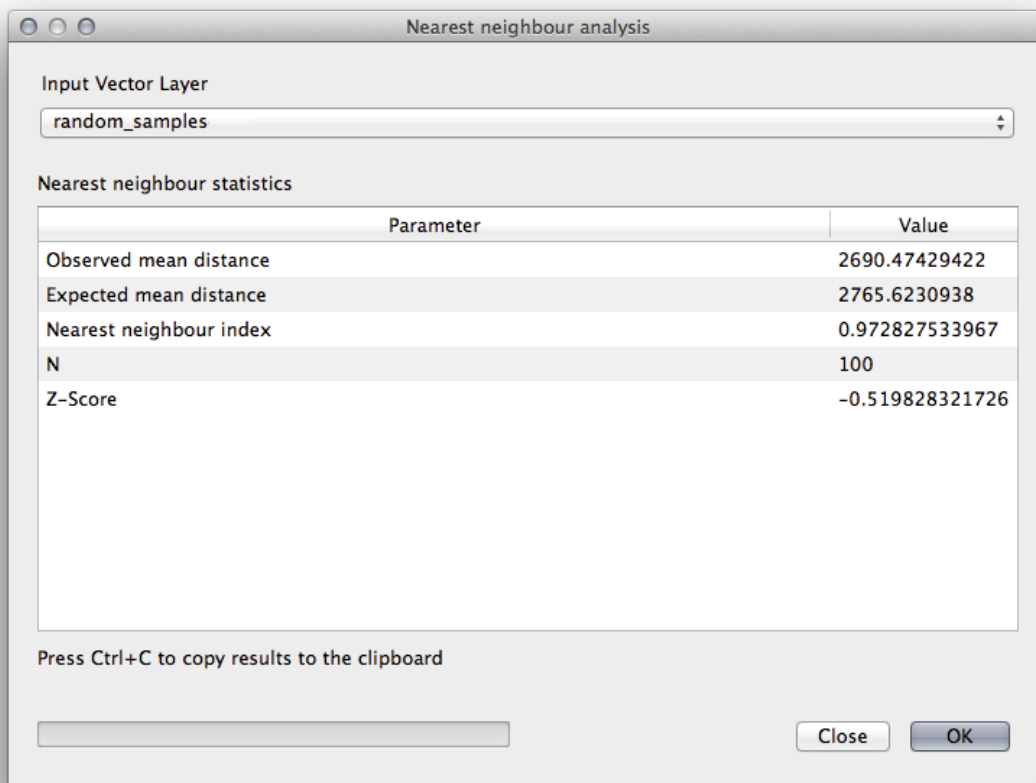 Nearest neighbour analysis
Input Vector Layer
random_samples
Nearest neighbour statistics
Parameter Value
Observed mean distance 2690.47429422
Expected mean distance 2765.6230938
Nearest neighbour index 0.972827533967
N 100
Z-Score -0.519828321726
Press Ctrl+C to copy results to the clipboard
Close OK